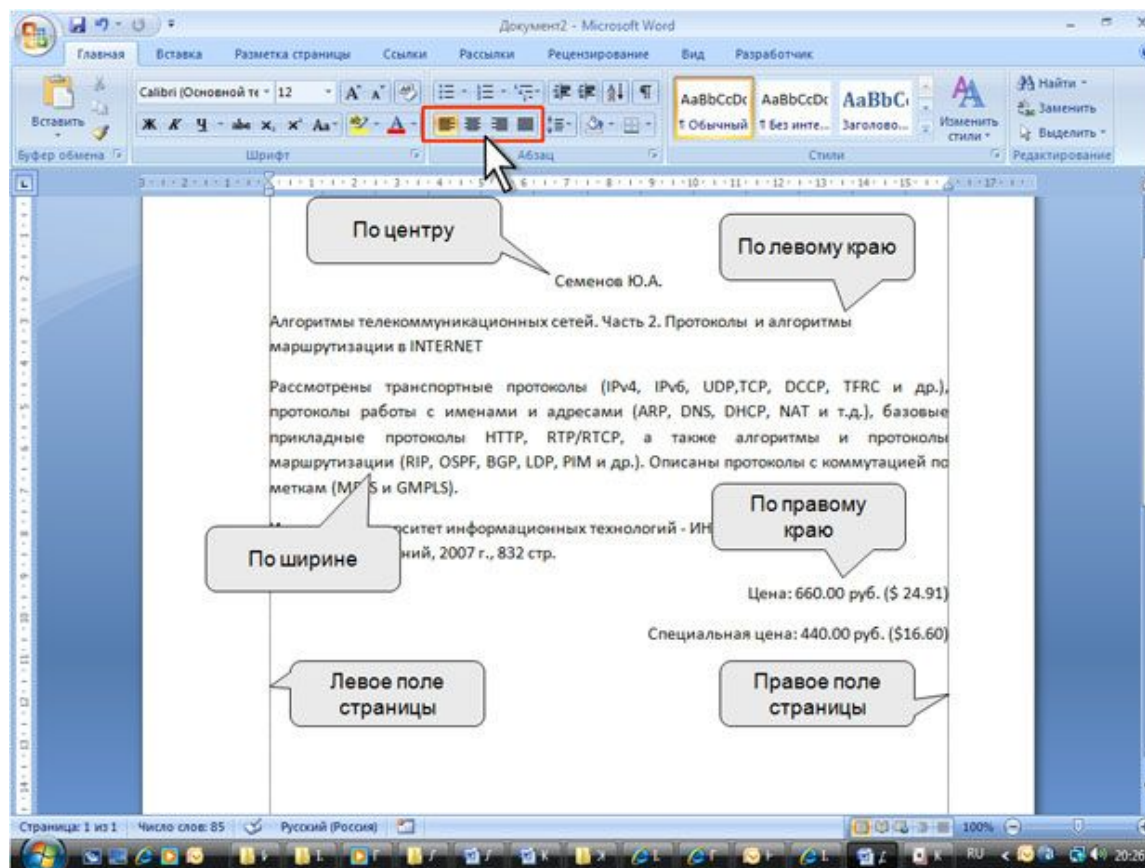 Документ2 - Microsoft Word
Главная Вставка Разметка страницы Ссылки Рассылки Рецензирование Вид Разработчик
Calibri (Основной те 12
AaBbCcDc AaBbCcDc AaBbC
¶ Обычный ¶ Без инте... Заголово...
Вставить
Изменить стили
Найти
Заменить
Выделить
Буфер обмена Шрифт Абзац Стили Редактирование
По центру
По левому краю
Семенов Ю.А.
Алгоритмы телекоммуникационных сетей. Часть 2. Протоколы и алгоритмы
маршрутизации в INTERNET
Рассмотрены транспортные протоколы (IPv4, IPv6, UDP,TCP, DCCP, TFRC и др.),
протоколы работы с именами и адресами (ARP, DNS, DHCP, NAT и т.д.), базовые
прикладные протоколы HTTP, RTP/RTCP, а также алгоритмы и протоколы
маршрутизации (RIP, OSPF, BGP, LDP, PIM и др.). Описаны протоколы с коммутацией по
меткам и GMPLS).
По правому
краю
информационных технологий -
По ширине
2007 г., 832 стр.
Цена: 660.00 руб. ($ 24.91)
Специальная цена: 440.00 руб. ($16.60)
Левое поле
страницы
Правое поле
страницы
Страница: 1 из 1 Число слов: 85 Русский (Россия) 100%
RU 20:26